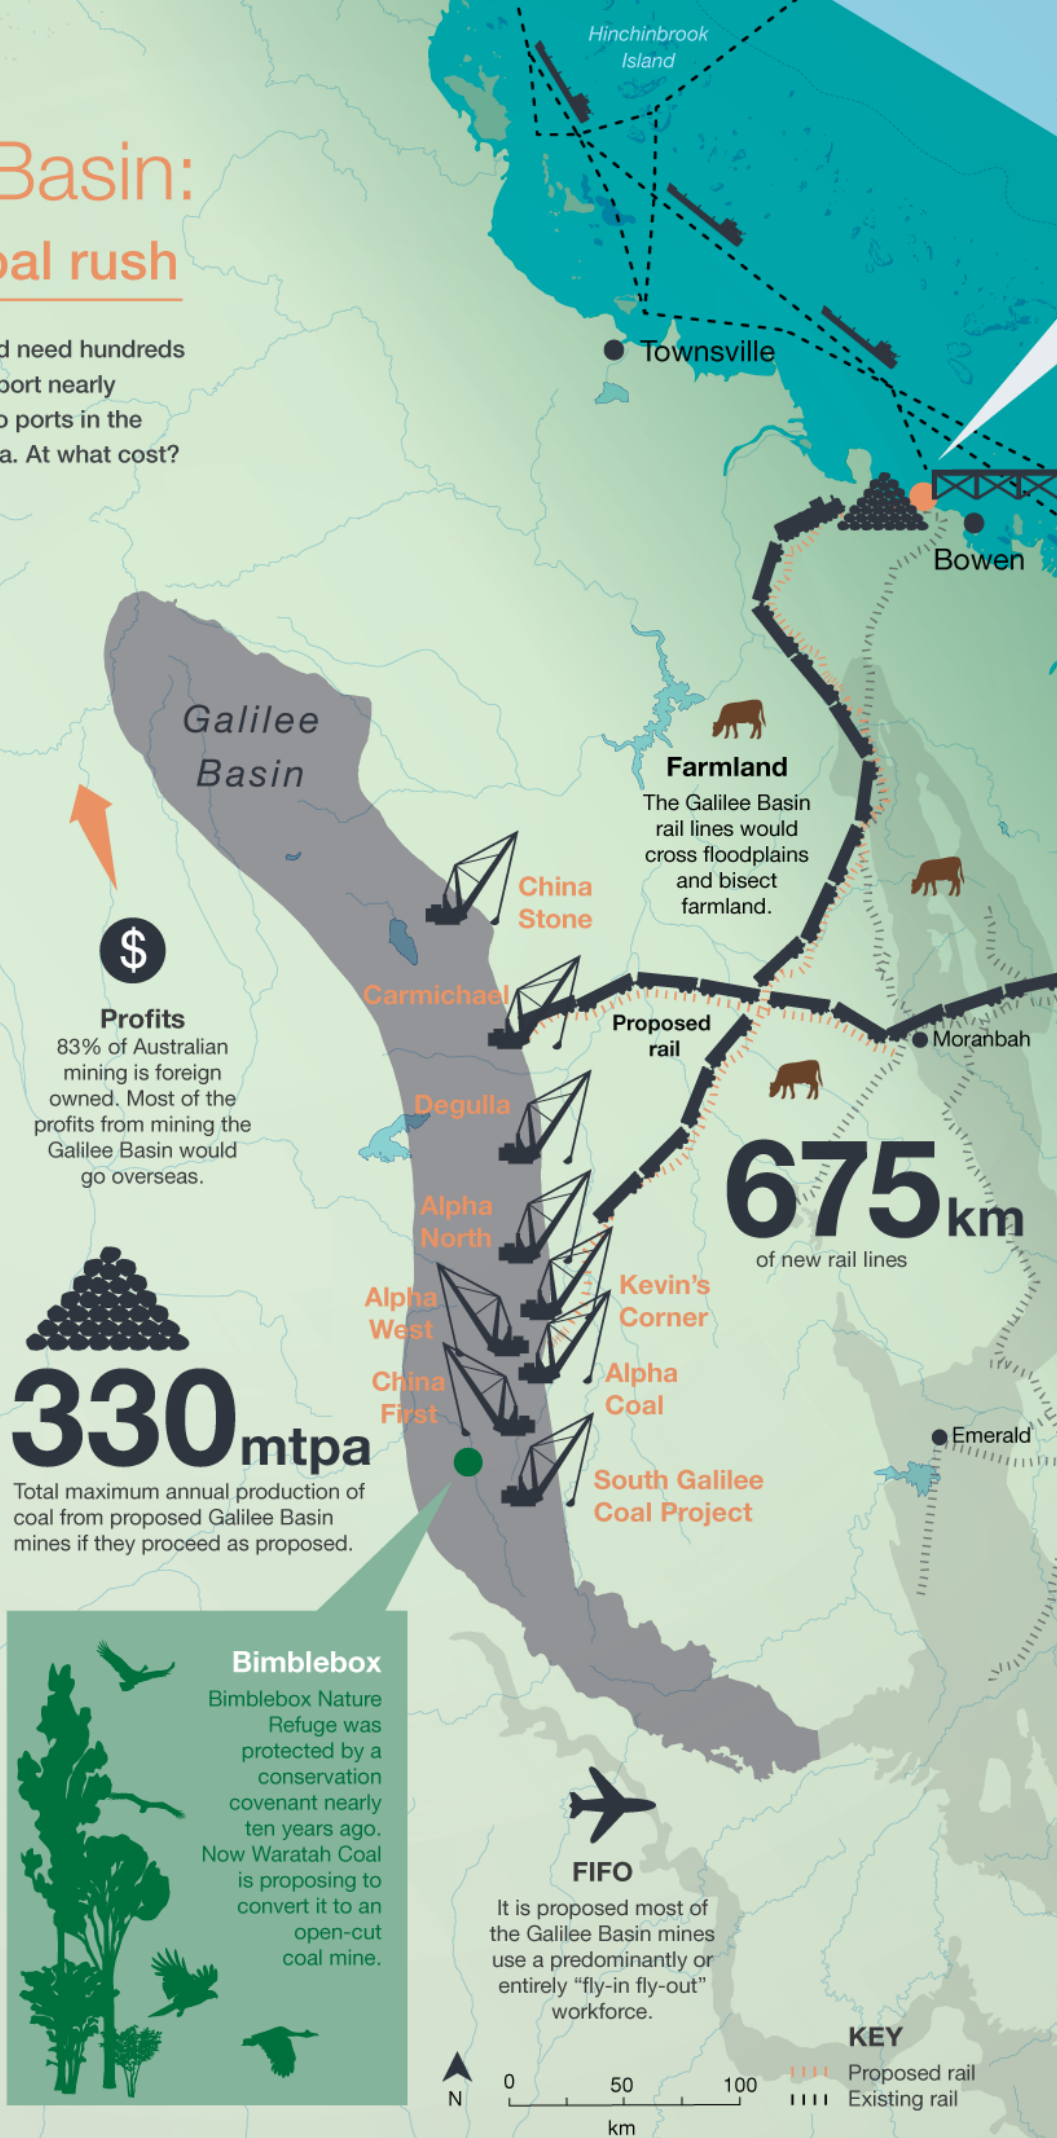 Hinchinbrook
Island
Basin:
oal rush
d need hundreds
port nearly
o ports in the
a. At what cost?
Townsville
Bowen
Galilee
Basin
Farmland
The Galilee Basin
rail lines would
cross floodplains
and bisect
farmland.
China
Stone
$
Profits
83% of Australian
mining is foreign
owned. Most of the
profits from mining the
Galilee Basin would
go overseas.
Carmichael
Proposed
rail
Moranbah
Degulla
675km
of new rail lines
Alpha
North
Alpha
West
Kevin's
Corner
China
First
Alpha
Coal
330mtpa
Total maximum annual production of
coal from proposed Galilee Basin
mines if they proceed as proposed.
Emerald
South Galilee
Coal Project
Bimblebox
Bimblebox Nature
Refuge was
protected by a
conservation
covenant nearly
ten years ago.
Now Waratah Coal
is proposing to
convert it to an
open-cut
coal mine.
FIFO
It is proposed most of
the Galilee Basin mines
use a predominantly or
entirely “fly-in fly-out”
workforce.
N
0 50 100
km
KEY
Proposed rail
Existing rail